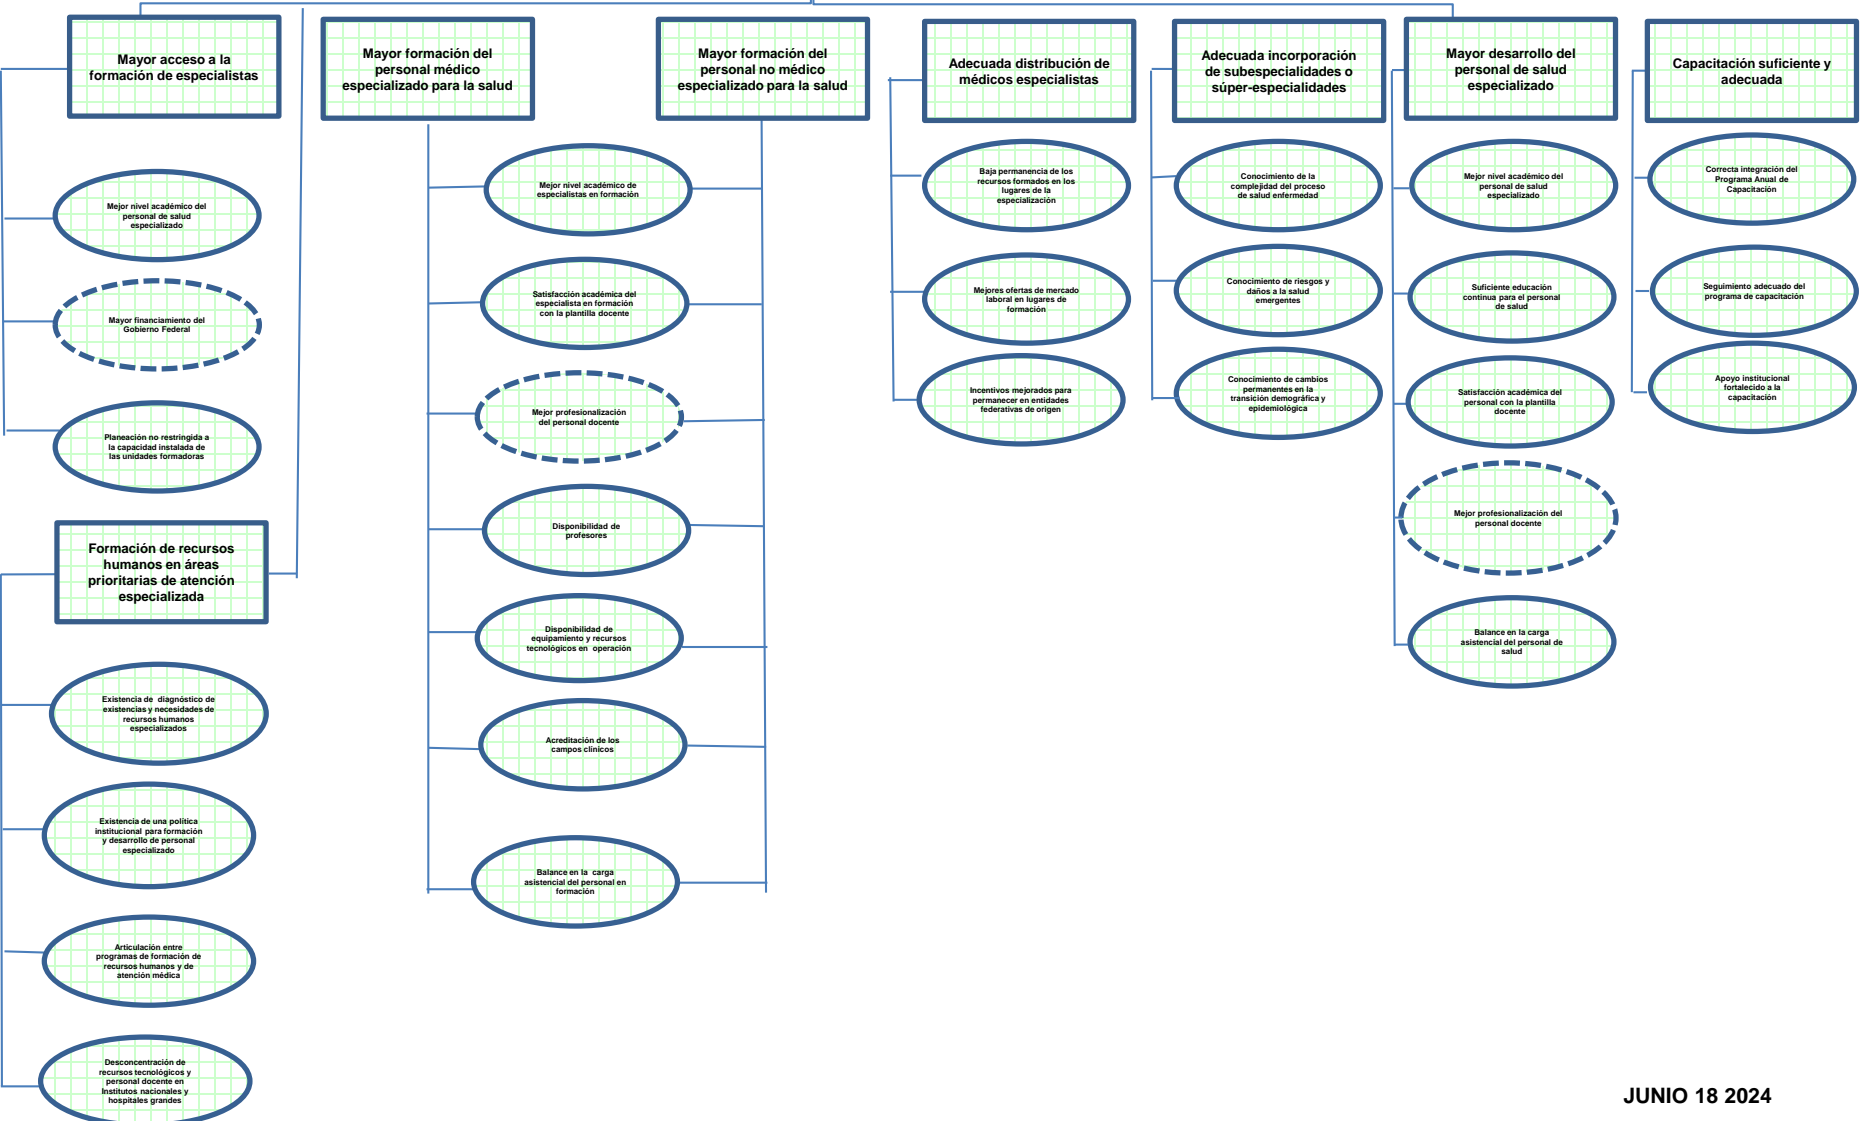 Mayor acceso a la
formación de especialistas
Mayor formación del
personal médico
especializado para la salud
Mayor formación del
personal no médico
especializado para la salud
Adecuada distribución de
médicos especialistas
Adecuada incorporación
de subespecialidades o
súper-especialidades
Mayor desarrollo del
personal de salud
especializado
Capacitación suficiente y
adecuada
Mejor nivel académico del
personal de salud
especializado
Mayor financiamiento del
Gobierno Federal
Planeación no restringida a
la capacidad instalada de
las unidades formadoras
Formación de recursos
humanos en áreas
prioritarias de atención
especializada
Existencia de diagnóstico de
existencias y necesidades de
recursos humanos
especializados
Existencia de una política
institucional para formación
y desarrollo de personal
especializado
Articulación entre
programas de formación de
recursos humanos y de
atención médica
Desconcentración de
recursos tecnológicos y
personal docente en
Institutos nacionales y
hospitales grandes
Mejor nivel académico de
especialistas en formación
Satisfacción académica del
especialista en formación
con la plantilla docente
Mejor profesionalización
del personal docente
Disponibilidad de
profesores
Disponibilidad de
equipamiento y recursos
tecnológicos en operación
Acreditación de los
campos clínicos
Balance en la carga
asistencial del personal en
formación
Baja permanencia de los
recursos formados en los
lugares de la
especialización
Mejores ofertas de mercado
laboral en lugares de
formación
Incentivos mejorados para
permanecer en entidades
federativas de origen
Conocimiento de la
complejidad del proceso
de salud enfermedad
Conocimiento de riesgos y
daños a la salud
emergentes
Conocimiento de cambios
permanentes en la
transición demográfica y
epidemiológica
Mejor nivel académico del
personal de salud
especializado
Suficiente educación
continua para el personal
de salud
Satisfacción académica del
personal con la plantilla
docente
Mejor profesionalización del
personal docente
Balance en la carga
asistencial del personal de
salud
Correcta integración del
Programa Anual de
Capacitación
Seguimiento adecuado del
programa de capacitación
Apoyo institucional
fortalecido a la
capacitación
JUNIO 18 2024